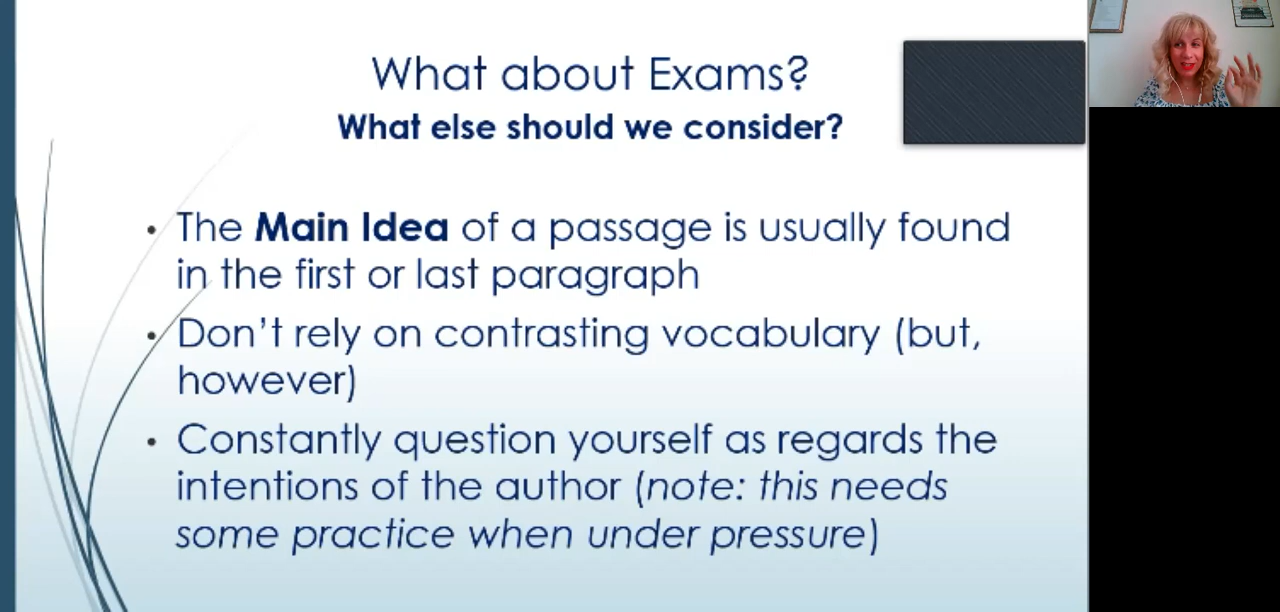 What about Exams?
What else should we consider?
• The Main Idea of a passage is usually found
in the first or last paragraph
• Don't rely on contrasting vocabulary (but,
however)
• Constantly question yourself as regards the
intentions of the author (note: this needs
some practice when under pressure)